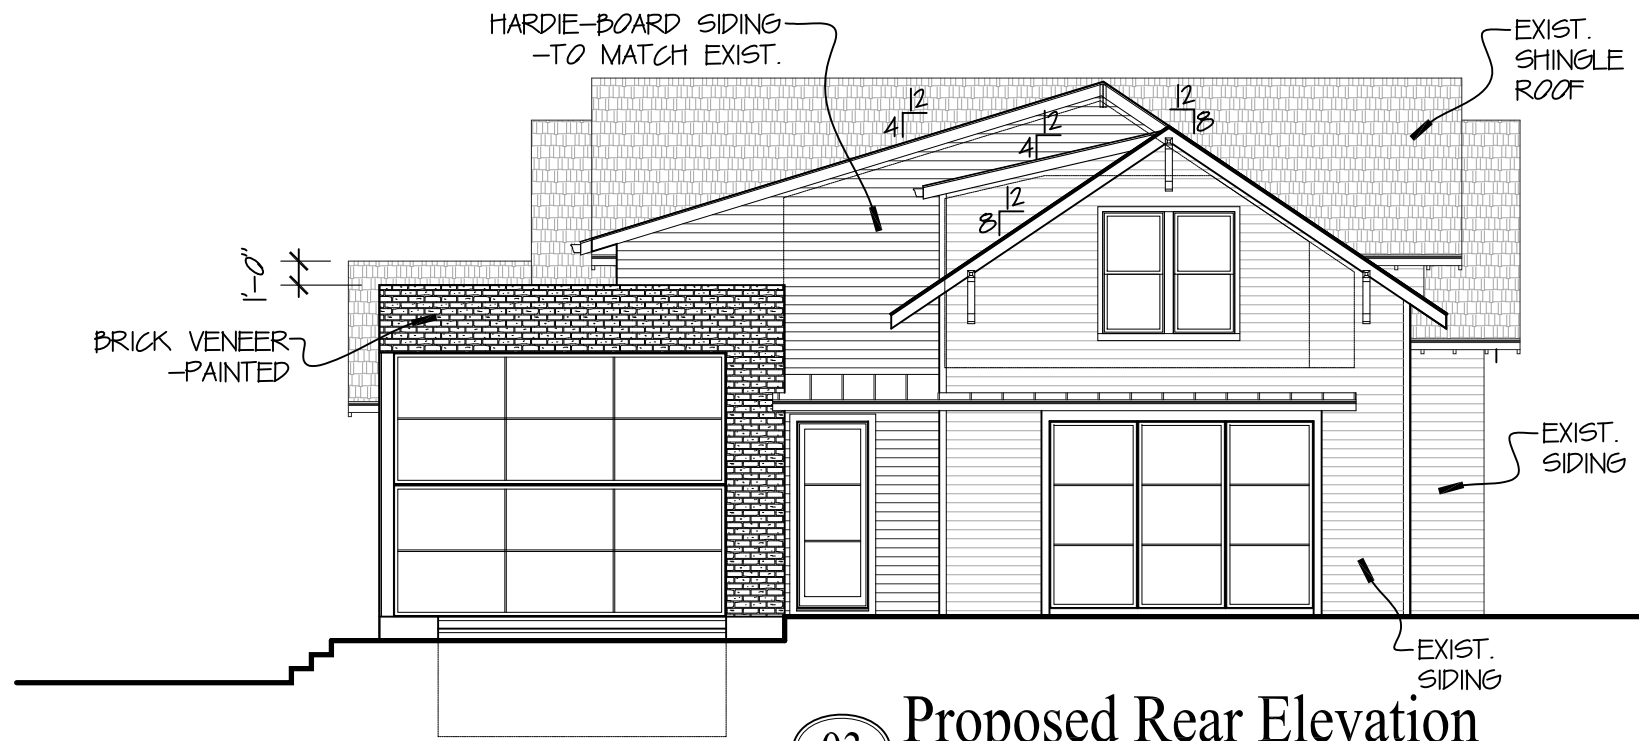 HARDIE-BOARD SIDING
-TO MATCH EXIST.
EXIST.
SHINGLE
ROOF
12
4
12
4
12
8
12
8
1'-0"
BRICK VENEER
-PAINTED
EXIST.
SIDING
EXIST.
SIDING
03
Proposed Rear Elevation